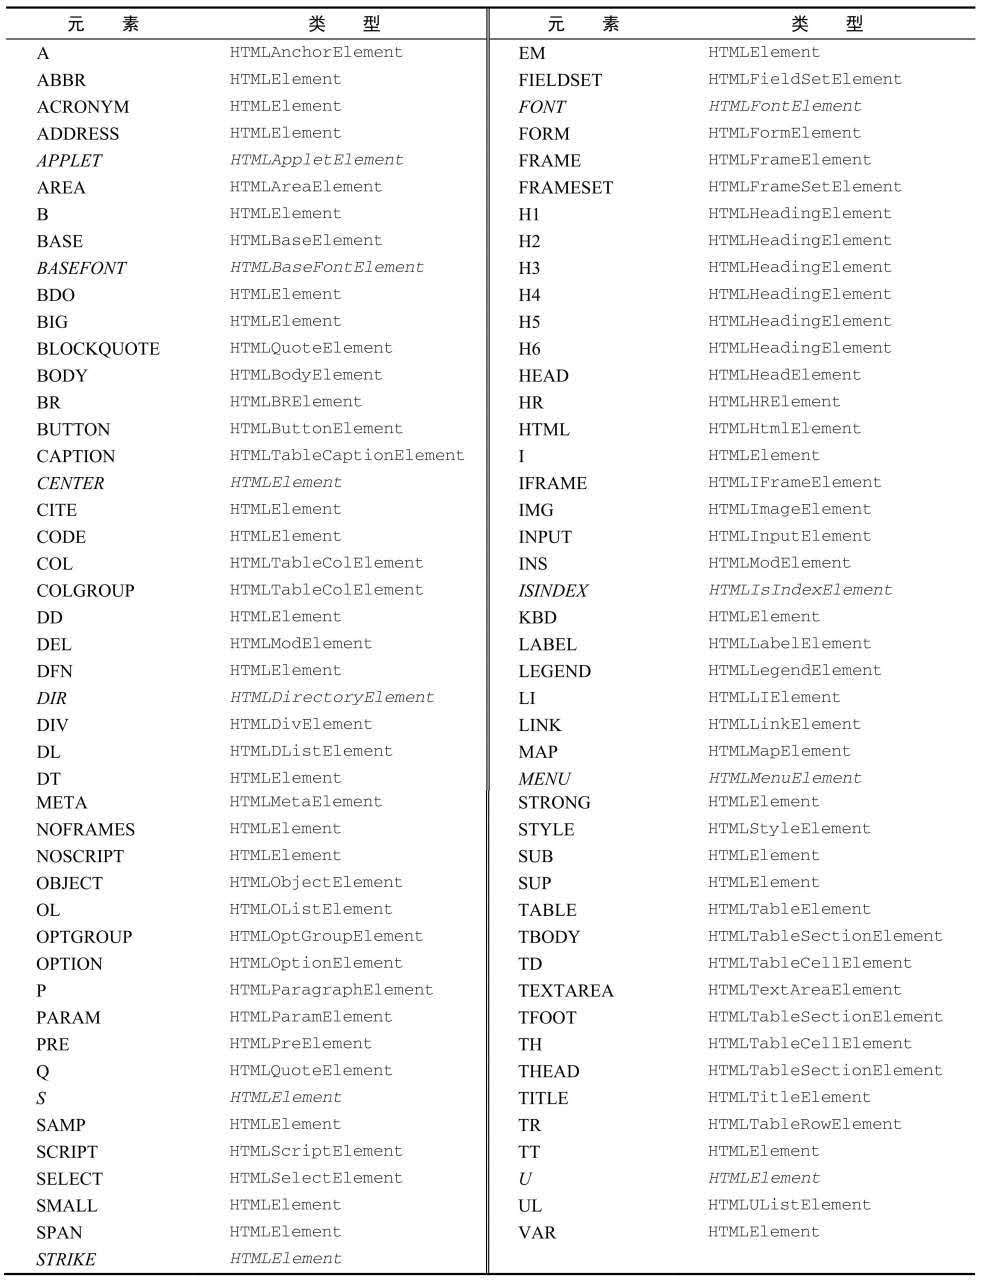 元 素 类 型 元 素 类 型
A HTMLAnchorElement EM HTMLElement
ABBR HTMLElement FIELDSET HTMLFieldSetElement
ACRONYM HTMLElement FONT HTMLFontElement
ADDRESS HTMLElement FORM HTMLFormElement
APPLET HTMLAppletElement FRAME HTMLFrameElement
AREA HTMLAreaElement FRAMESET HTMLFrameSetElement
B HTMLElement H1 HTMLHeadingElement
BASE HTMLBaseElement H2 HTMLHeadingElement
BASEFONT HTMLBaseFontElement H3 HTMLHeadingElement
BDO HTMLElement H4 HTMLHeadingElement
BIG HTMLElement H5 HTMLHeadingElement
BLOCKQUOTE HTMLQuoteElement H6 HTMLHeadingElement
BODY HTMLBodyElement HEAD HTMLHeadElement
BR HTMLBRElement HR HTMLHRElement
BUTTON HTMLButtonElement HTML HTMLHtmlElement
CAPTION HTMLTableCaptionElement I HTMLElement
CENTER HTMLElement IFRAME HTMLIFrameElement
CITE HTMLElement IMG HTMLImageElement
CODE HTMLElement INPUT HTMLInputElement
COL HTMLTableColElement INS HTMLModElement
COLGROUP HTMLTableColElement ISINDEX HTMLIsIndexElement
DD HTMLElement KBD HTMLElement
DEL HTMLModElement LABEL HTMLLabelElement
DFN HTMLElement LEGEND HTMLLegendElement
DIR HTMLDirectoryElement LI HTMLLIElement
DIV HTMLDivElement LINK HTMLLinkElement
DL HTMLDListElement MAP HTMLMapElement
DT HTMLElement MENU HTMLMenuElement
META HTMLMetaElement STRONG HTMLElement
NOFRAMES HTMLElement STYLE HTMLStyleElement
NOSCRIPT HTMLElement SUB HTMLElement
OBJECT HTMLObjectElement SUP HTMLElement
OL HTMLOListElement TABLE HTMLTableElement
OPTGROUP HTMLOptGroupElement TBODY HTMLTableSectionElement
OPTION HTMLOptionElement TD HTMLTableCellElement
P HTMLParagraphElement TEXTAREA HTMLTextAreaElement
PARAM HTMLParamElement TFOOT HTMLTableSectionElement
PRE HTMLPreElement TH HTMLTableCellElement
Q HTMLQuoteElement THEAD HTMLTableSectionElement
S HTMLElement TITLE HTMLTitleElement
SAMP HTMLElement TR HTMLTableRowElement
SCRIPT HTMLScriptElement TT HTMLElement
SELECT HTMLSelectElement U HTMLElement
SMALL HTMLElement UL HTMLUListElement
SPAN HTMLElement VAR HTMLElement
STRIKE HTMLElement